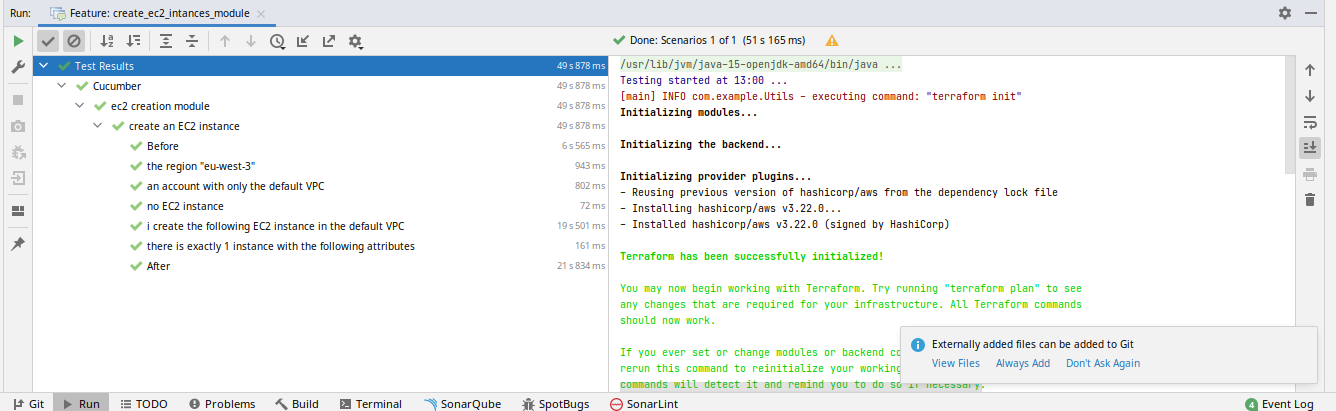 Run: Feature: create_ec2_intances_module
Done: Scenarios 1 of 1 (51 s 165 ms)
Test Results 49 s 878 ms
Cucumber 49 s 878 ms
ec2 creation module 49 s 878 ms
create an EC2 instance 49 s 878 ms
Before 6 s 565 ms
the region "eu-west-3" 943 ms
an account with only the default VPC 802 ms
no EC2 instance 72 ms
i create the following EC2 instance in the default VPC 19 s 501 ms
there is exactly 1 instance with the following attributes 161 ms
After 21 s 834 ms
/usr/lib/jvm/java-15-openjdk-amd64/bin/java ...
Testing started at 13:00 ...
[main] INFO com.example.Utils - executing command: "terraform init"
Initializing modules...
Initializing the backend...
Initializing provider plugins...
- Reusing previous version of hashicorp/aws from the dependency lock file
- Installing hashicorp/aws v3.22.0...
- Installed hashicorp/aws v3.22.0 (signed by HashiCorp)
Terraform has been successfully initialized!
You may now begin working with Terraform. Try running "terraform plan" to see
any changes that are required for your infrastructure. All Terraform commands
should now work.
If you ever set or change modules or backend co
rerun this command to reinitialize your working
commands will detect it and remind you to do so if necessary.
Externally added files can be added to Git
View Files Always Add Don't Ask Again
Git Run TODO Problems Build Terminal SonarQube SpotBugs SonarLint 4 Event Log